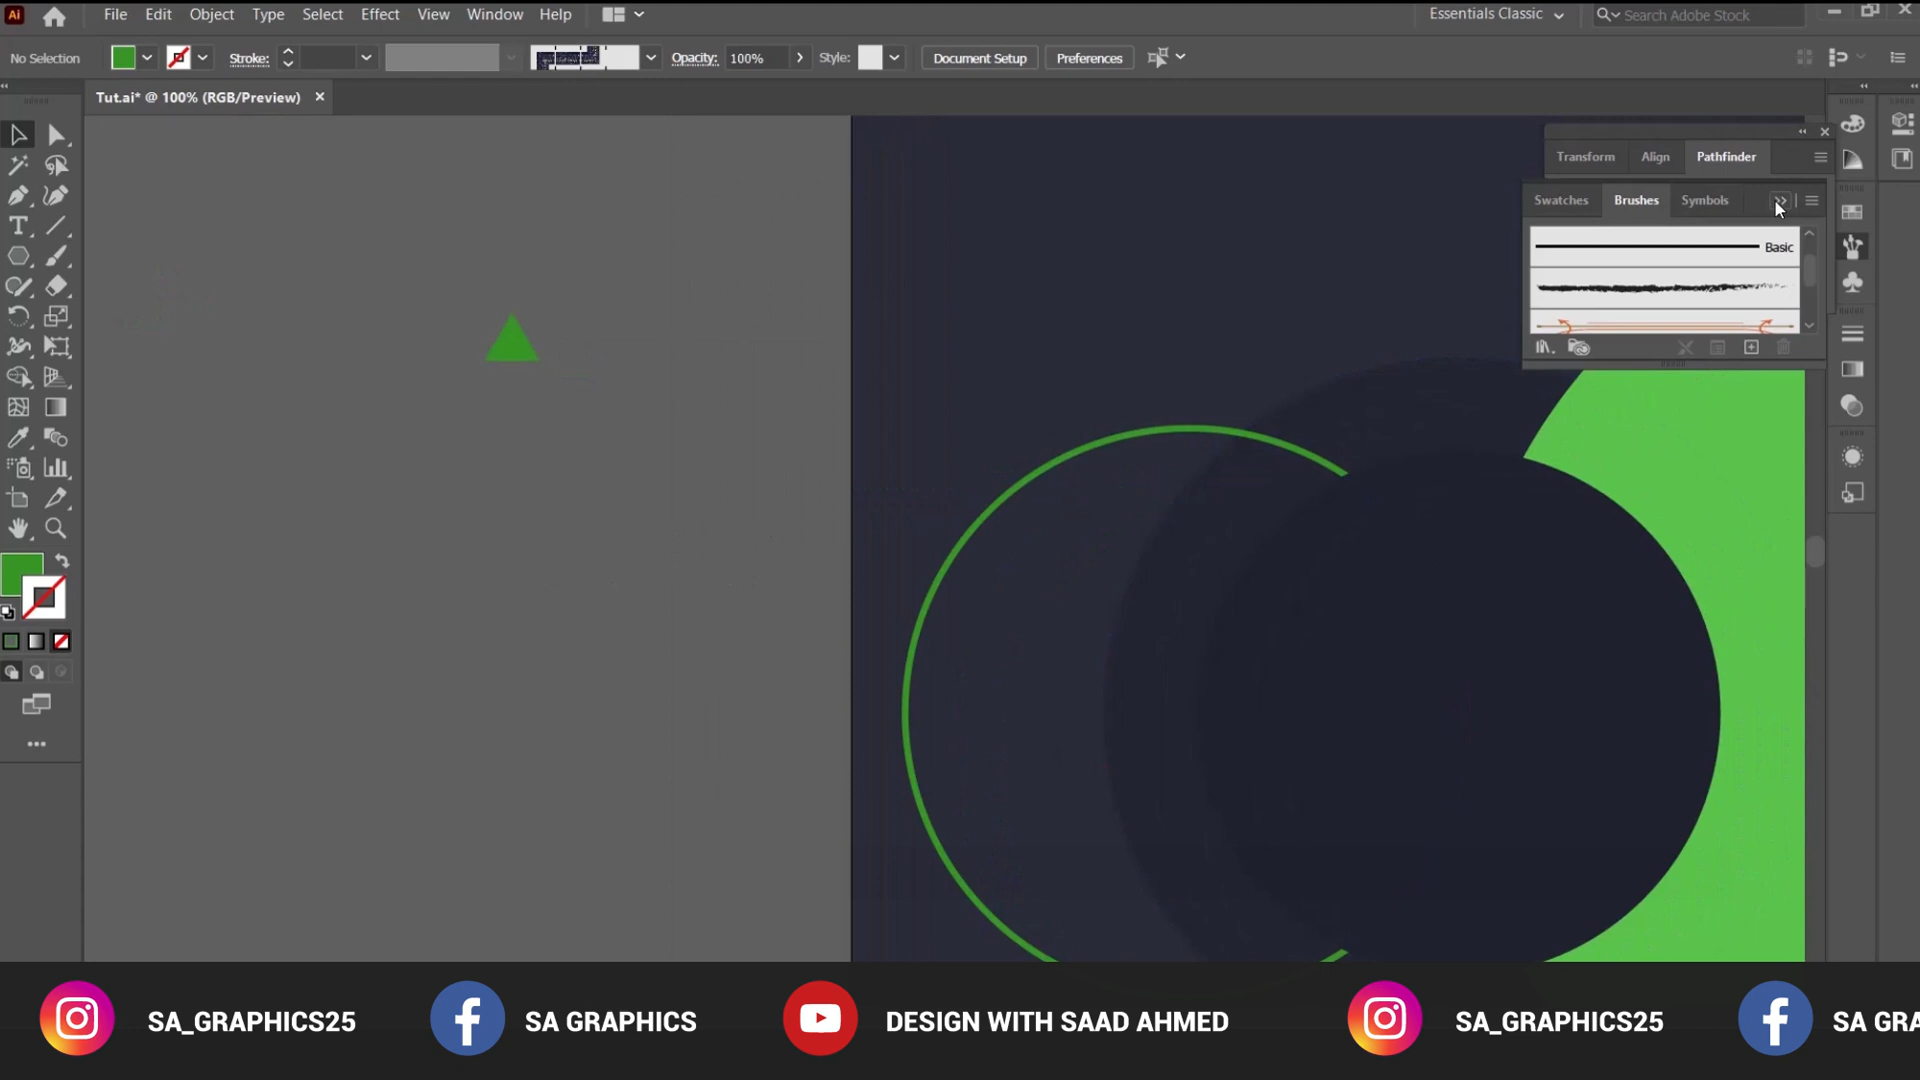 Ai File Edit Object Type Select Effect View Window Help Essentials Classic Search Adobe Stock
No Selection Stroke: Opacity: 100% Style: Document Setup Preferences
Tut.ai* @ 100% (RGB/Preview)
Transform Align Pathfinder
Swatches Brushes Symbols
Basic
SA_GRAPHICS25 SA GRAPHICS DESIGN WITH SAAD AHMED SA_GRAPHICS25 SA GRA